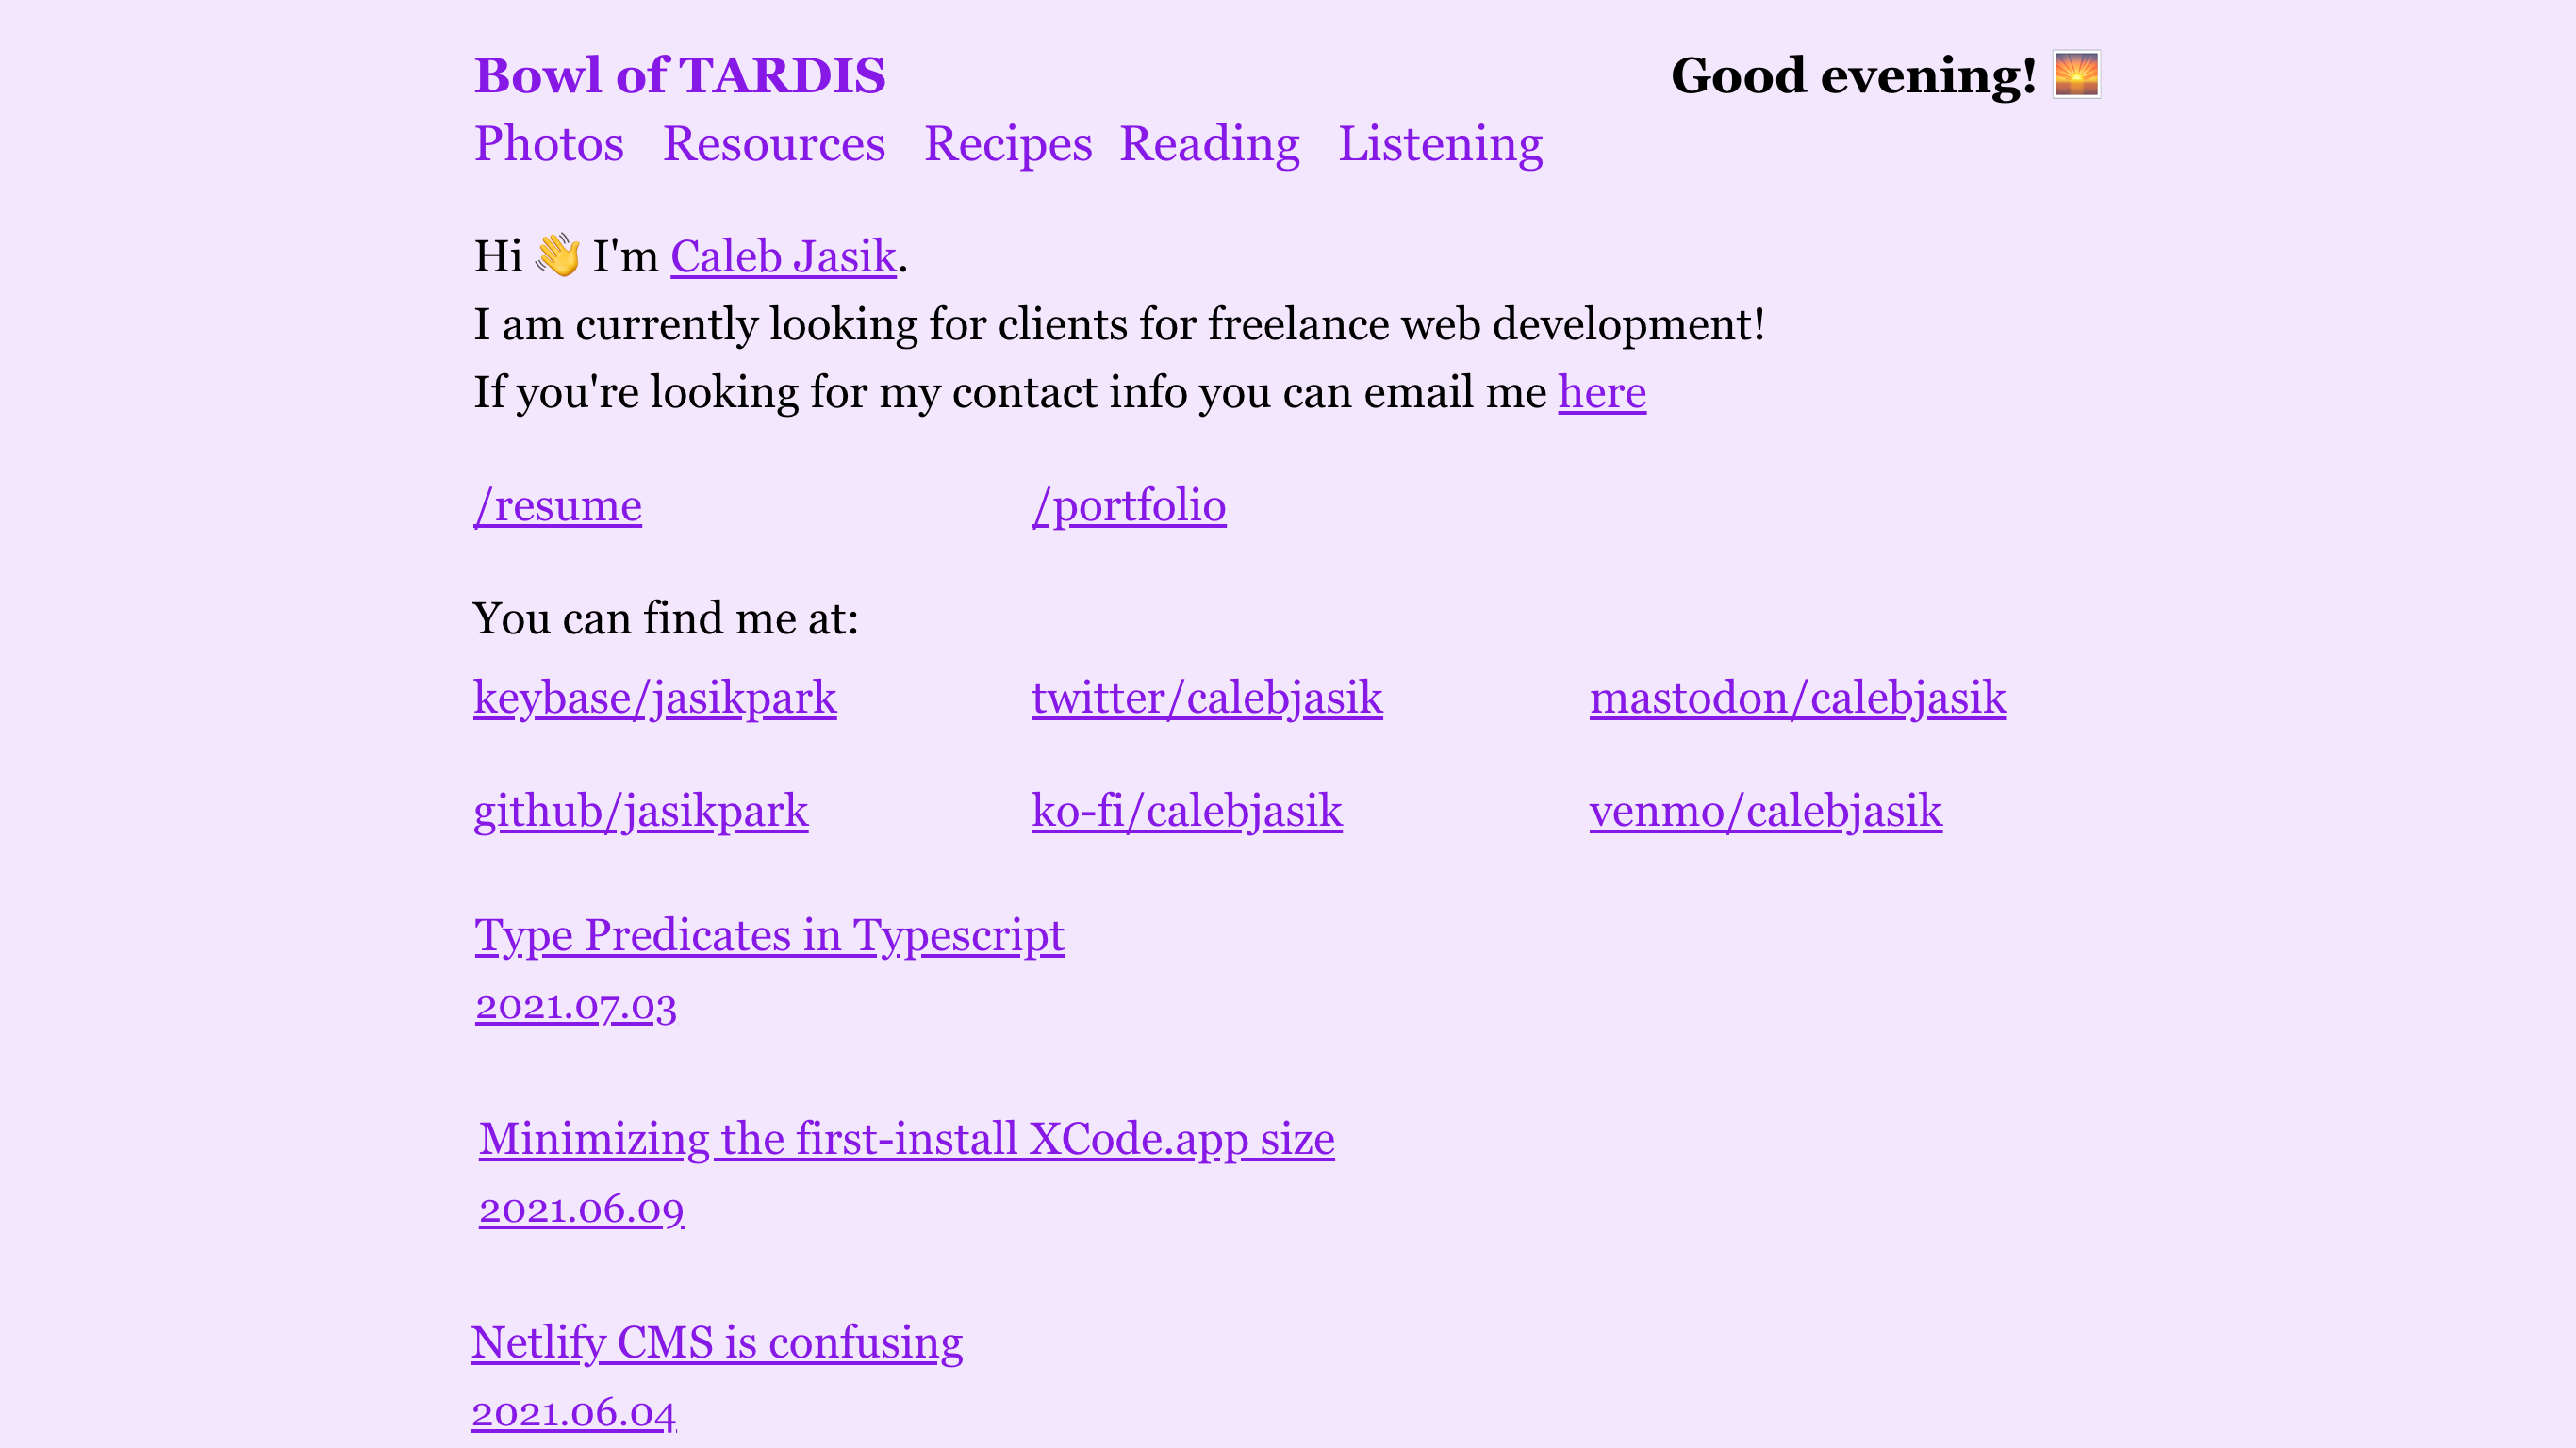 Bowl of TARDIS Good evening! 🌅
Photos Resources Recipes Reading Listening
Hi 👋 I'm Caleb Jasik.
I am currently looking for clients for freelance web development!
If you're looking for my contact info you can email me here
/resume /portfolio
You can find me at:
keybase/jasikpark twitter/calebjasik mastodon/calebjasik
github/jasikpark ko-fi/calebjasik venmo/calebjasik
Type Predicates in Typescript
2021.07.03
Minimizing the first-install XCode.app size
2021.06.09
Netlify CMS is confusing
2021.06.04